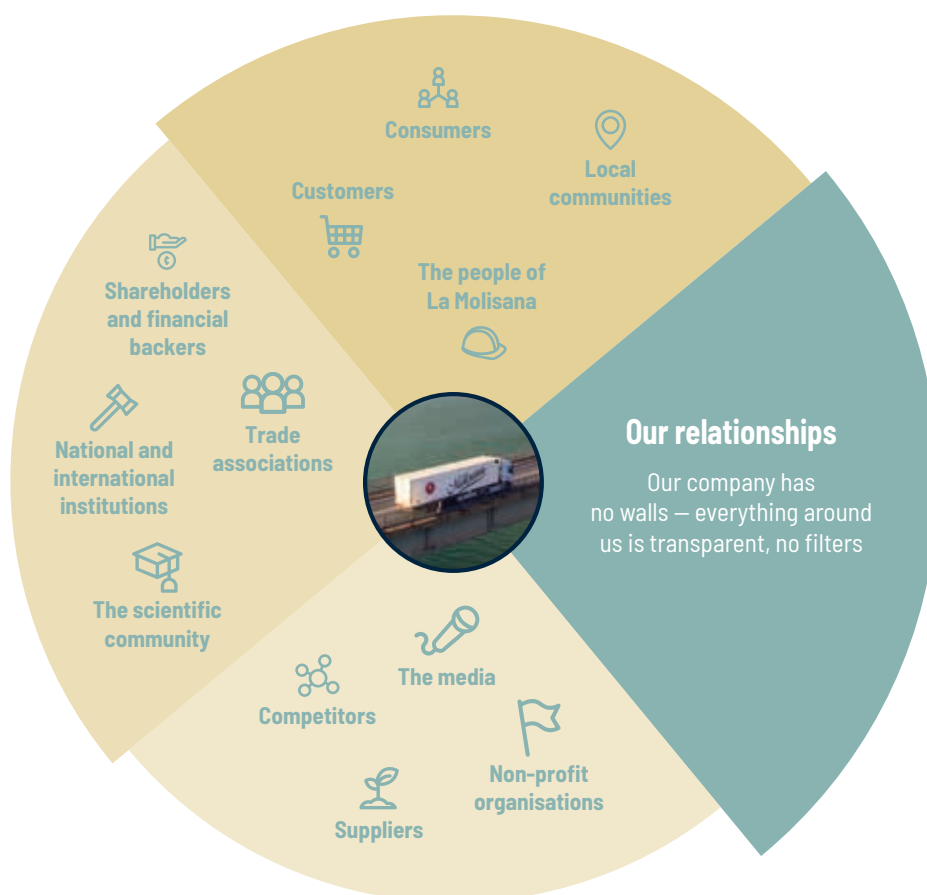 Consumers
Local
communities
Customers
The people of
La Molisana
Shareholders
and financial
backers
Trade
associations
National and
international
institutions
The scientific
community
Our relationships
Our company has
no walls – everything around
us is transparent, no filters
The media
Competitors
Non-profit
organisations
Suppliers